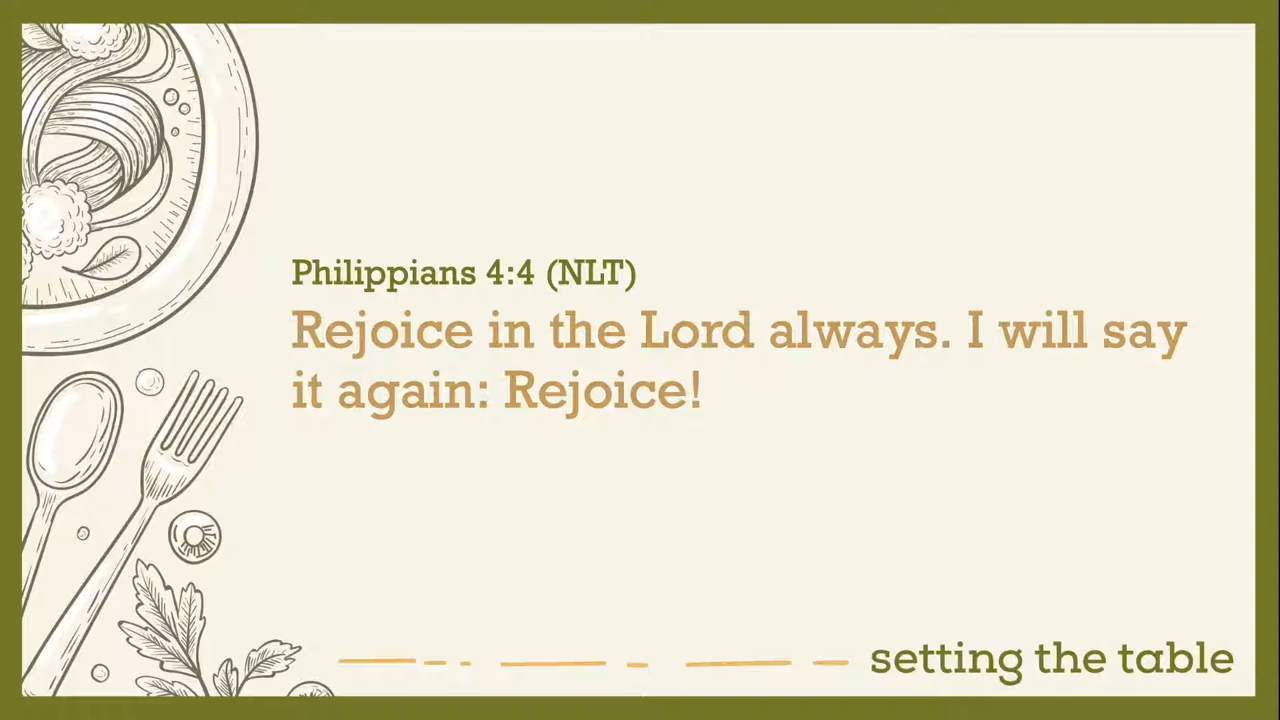 Philippians 4:4 (NLT)
Rejoice in the Lord always. I will say
it again: Rejoice!
setting the table